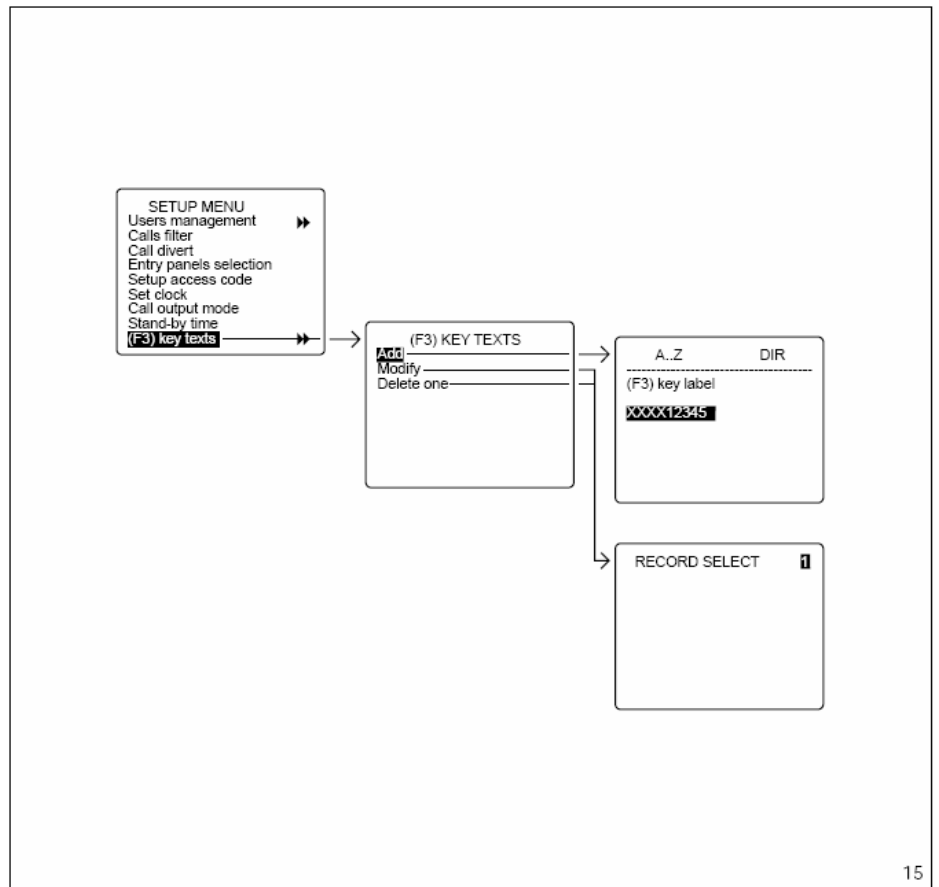 SETUP MENU
Users management
Calls filter
Call divert
Entry panels selection
Setup access code
Set clock
Call output mode
Stand-by time
(F3) key texts
(F3) KEY TEXTS
Add
Modify
Delete one
A..Z DIR
(F3) key label
XXXX12345
RECORD SELECT 1
15